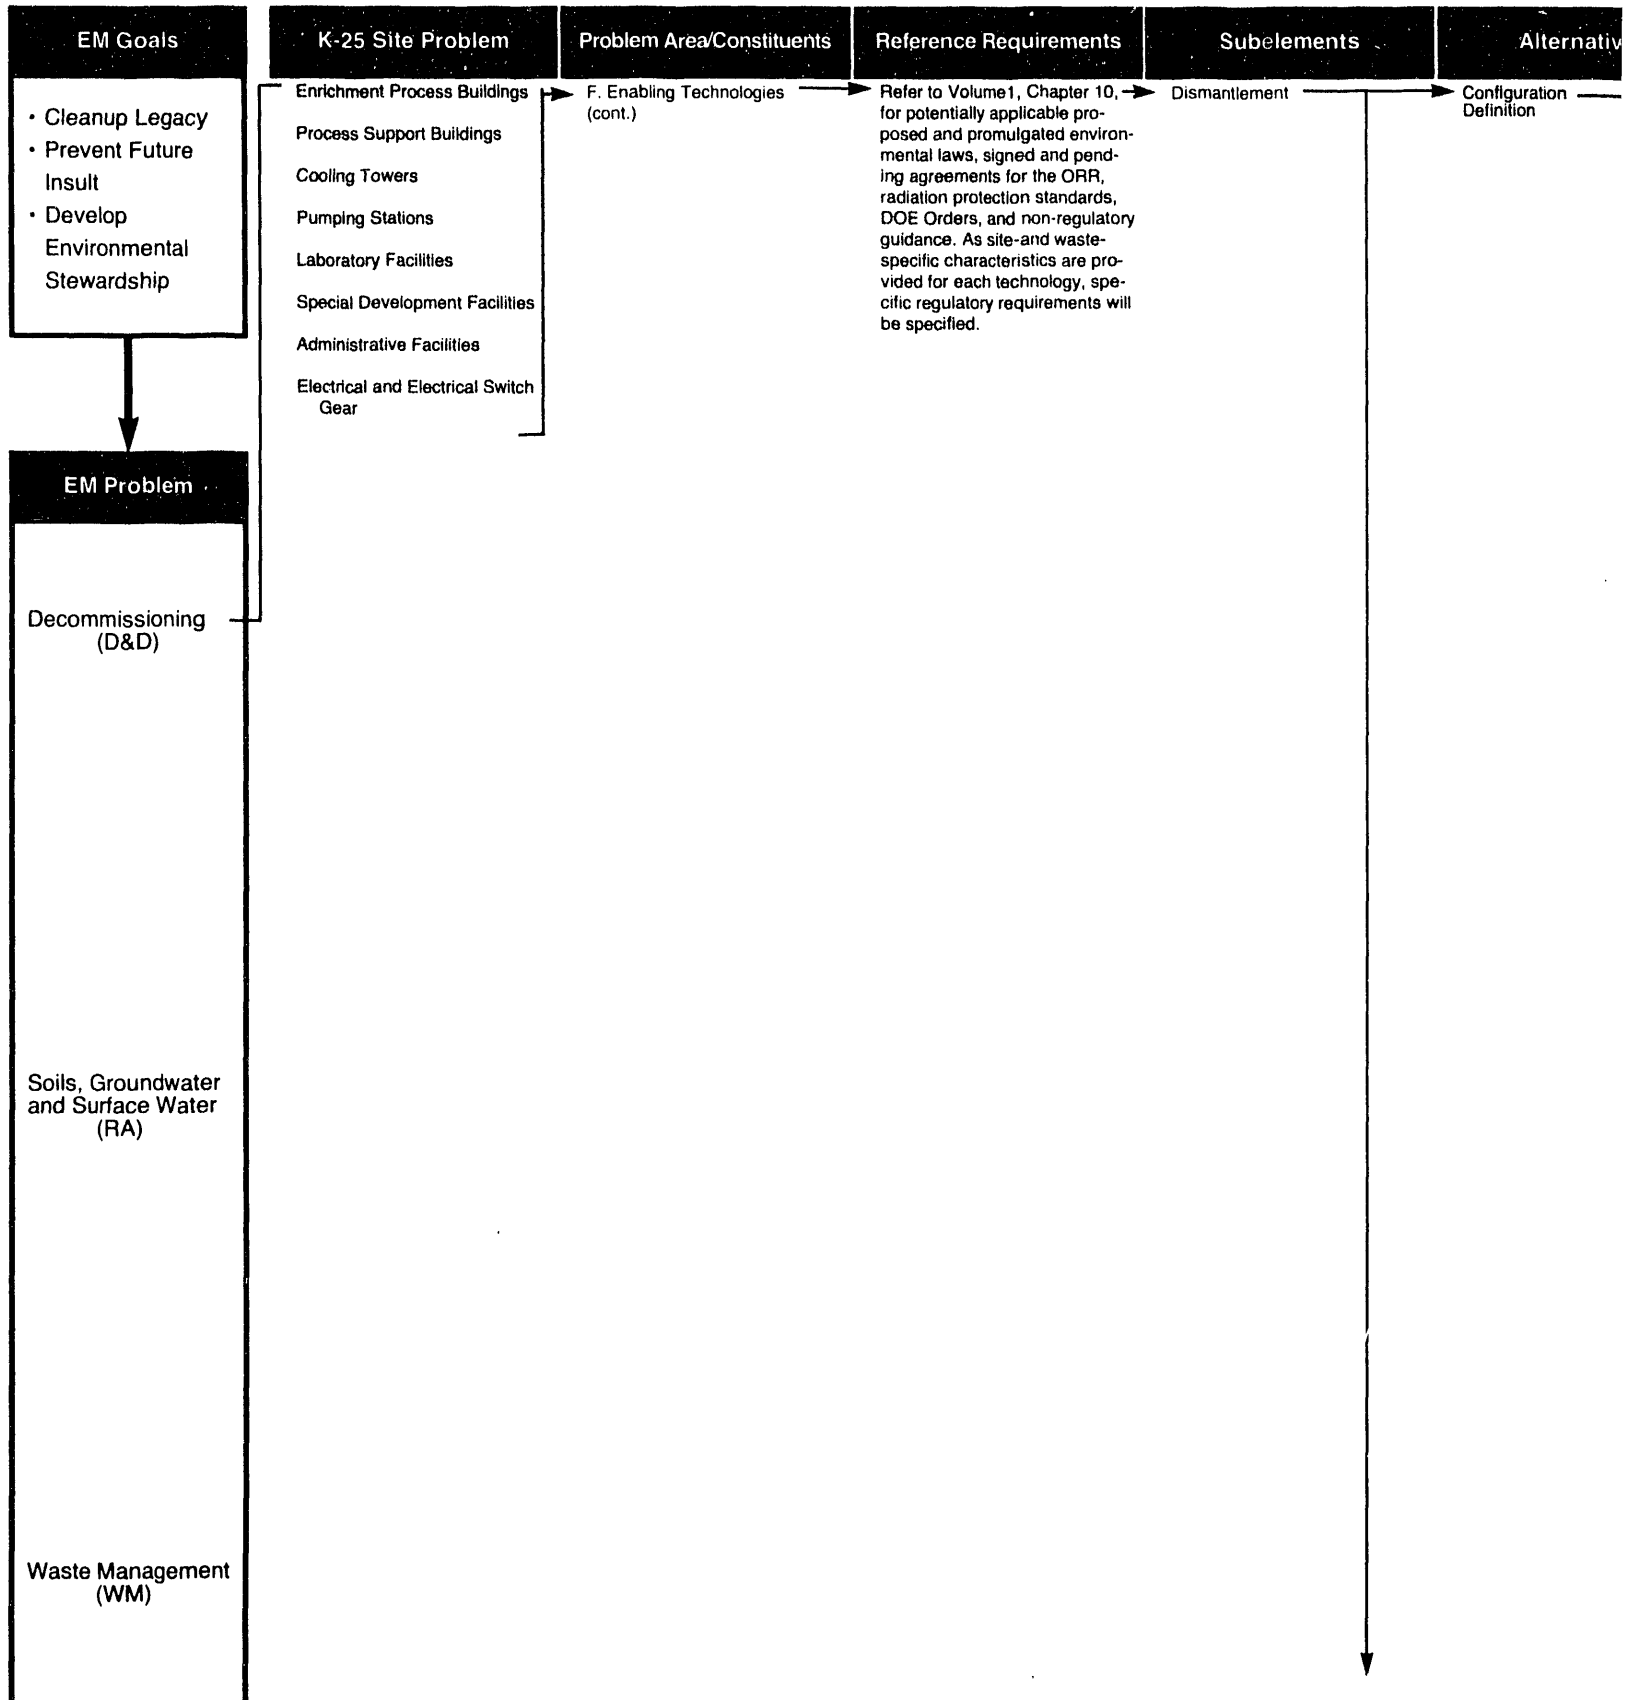 EM Goals
• Cleanup Legacy
• Prevent Future
Insult
• Develop
Environmental
Stewardship
EM Problem
Decommissioning
(D&D)
Soils, Groundwater
and Surface Water
(RA)
Waste Management
(WM)
K-25 Site Problem
Enrichment Process Buildings
Process Support Buildings
Cooling Towers
Pumping Stations
Laboratory Facilities
Special Development Facilities
Administrative Facilities
Electrical and Electrical Switch
Gear
Problem Area/Constituents
F. Enabling Technologies
(cont.)
Reference Requirements
Refer to Volume1, Chapter 10,
for potentially applicable pro-
posed and promulgated environ-
mental laws, signed and pend-
ing agreements for the ORR,
radiation protection standards,
DOE Orders, and non-regulatory
guidance. As site-and waste-
specific characteristics are pro-
vided for each technology, spe-
cific regulatory requirements will
be specified.
Subelements
Dismantlement
Alternativ
Configuration
Definition